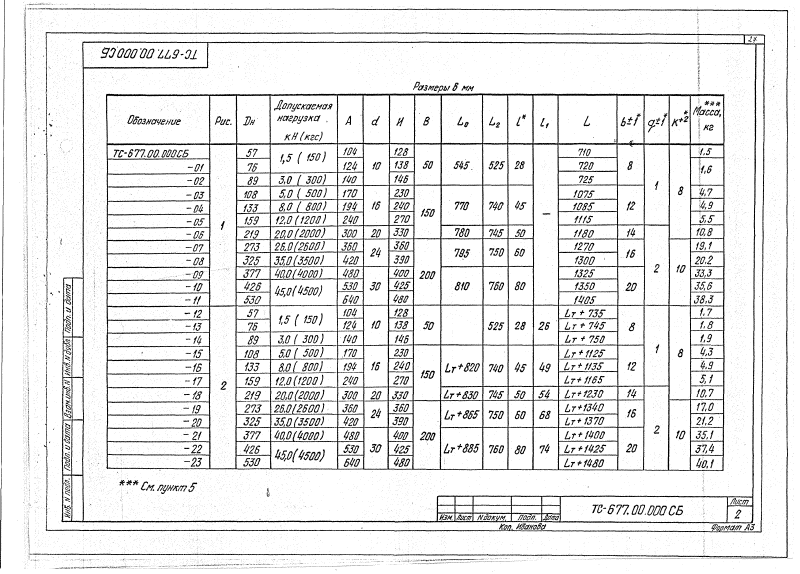 27
ТС-677.00.000СБ
Размеры в мм
Обозначение Рис. Dн Допускаемая нагрузка кН (кгс) A d H B L₀ L₂ l* l₁ L b±1* q±1* к+2* Масса, кг ***
ТС-677.00.000СБ 1 57 1,5 (150) 104 10 128 50 545 525 28 — 710 8 1 8 1,5
-01 76 124 138 720 1,6
-02 89 3,0 (300) 140 146 725
-03 108 5,0 (500) 170 16 230 150 770 740 45 1075 12 4,7
-04 133 8,0 (800) 194 240 1085 4,9
-05 159 12,0 (1200) 240 270 1115 5,5
-06 219 20,0 (2000) 300 20 330 780 745 50 1180 14 10,8
-07 273 26,0 (2600) 360 24 360 200 795 750 60 1270 16 2 10 19,1
-08 325 35,0 (3500) 420 390 1300 20,2
-09 377 40,0 (4000) 480 30 400 810 760 80 1325 20 33,3
-10 426 45,0 (4500) 530 425 1350 35,6
-11 530 640 480 1405 38,3
-12 2 57 1,5 (150) 104 10 128 50 525 28 26 Lт + 735 8 1 8 1,7
-13 76 124 138 Lт + 745 1,8
-14 89 3,0 (300) 140 146 Lт + 750 1,9
-15 108 5,0 (500) 170 16 230 150 Lт+820 740 45 49 Lт+1125 12 4,3
-16 133 8,0 (800) 194 240 Lт+1135 4,9
-17 159 12,0 (1200) 240 270 Lт+1165 5,1
-18 219 20,0 (2000) 300 20 330 Lт+830 745 50 54 Lт+1230 14 2 10 10,7
-19 273 26,0 (2600) 360 24 360 200 Lт+865 750 60 68 Lт+1340 16 17,0
-20 325 35,0 (3500) 420 390 Lт+1370 21,2
-21 377 40,0 (4000) 480 30 400 Lт+885 760 80 74 Lт+1400 20 35,1
-22 426 45,0 (4500) 530 425 Lт+1425 37,4
-23 530 640 480 Lт+1480 40,1
*** См. пункт 5
Инв. N подл. Подп. и дата Взам. инв. N Инв. N дубл. Подп. и дата
Изм. Лист N докум. Подп. Дата
ТС-677.00.000 СБ
Лист
2
Коп. Иванова
Формат А3